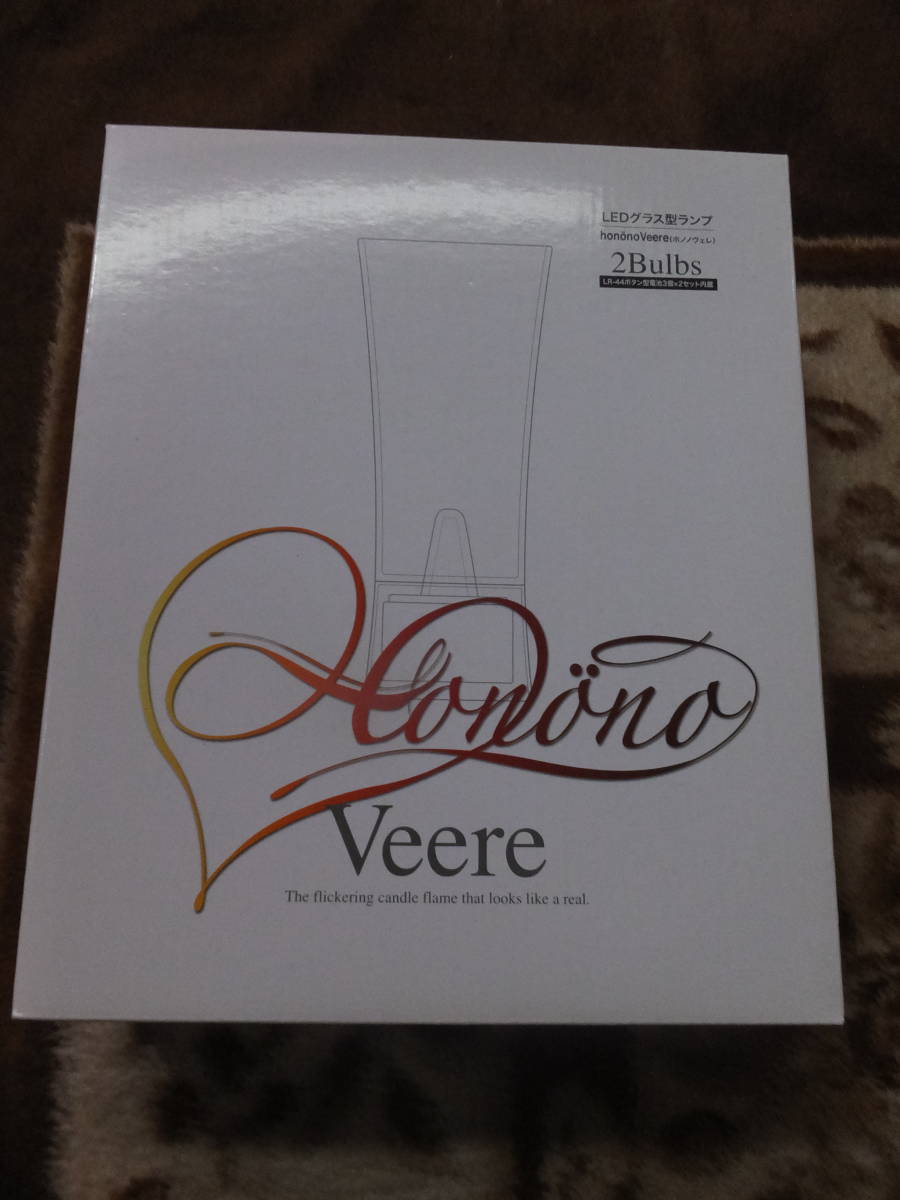 LEDグラス型ランプ
honönoVeere(ホノノヴェレ)
2Bulbs
LR-44ボタン型電池3個×2セット内蔵
Honöno
Veere
The flickering candle flame that looks like a real.